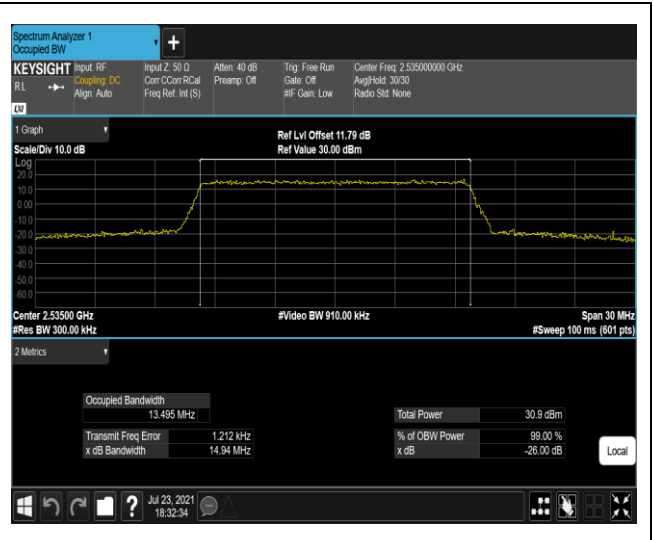 Spectrum Analyzer 1
Occupied BW
KEYSIGHT
RL
LXI
Input: RF
Coupling: DC
Align: Auto
Input Z: 50 Ω
Corr CCorr RCal
Freq Ref: Int (S)
Atten: 40 dB
Preamp: Off
Trig: Free Run
Gate: Off
#IF Gain: Low
Center Freq: 2.535000000 GHz
Avg|Hold: 30/30
Radio Std: None
1 Graph
Scale/Div 10.0 dB
Ref Lvl Offset 11.79 dB
Ref Value 30.00 dBm
Log
20.0
10.0
0.00
-10.0
-20.0
-30.0
-40.0
-50.0
-60.0
Center 2.53500 GHz
#Video BW 910.00 kHz
Span 30 MHz
#Res BW 300.00 kHz
#Sweep 100 ms (601 pts)
2 Metrics
Occupied Bandwidth
13.495 MHz
Total Power 30.9 dBm
Transmit Freq Error 1.212 kHz
% of OBW Power 99.00 %
x dB Bandwidth 14.94 MHz
x dB -26.00 dB
Local
?
Jul 23, 2021
18:32:34